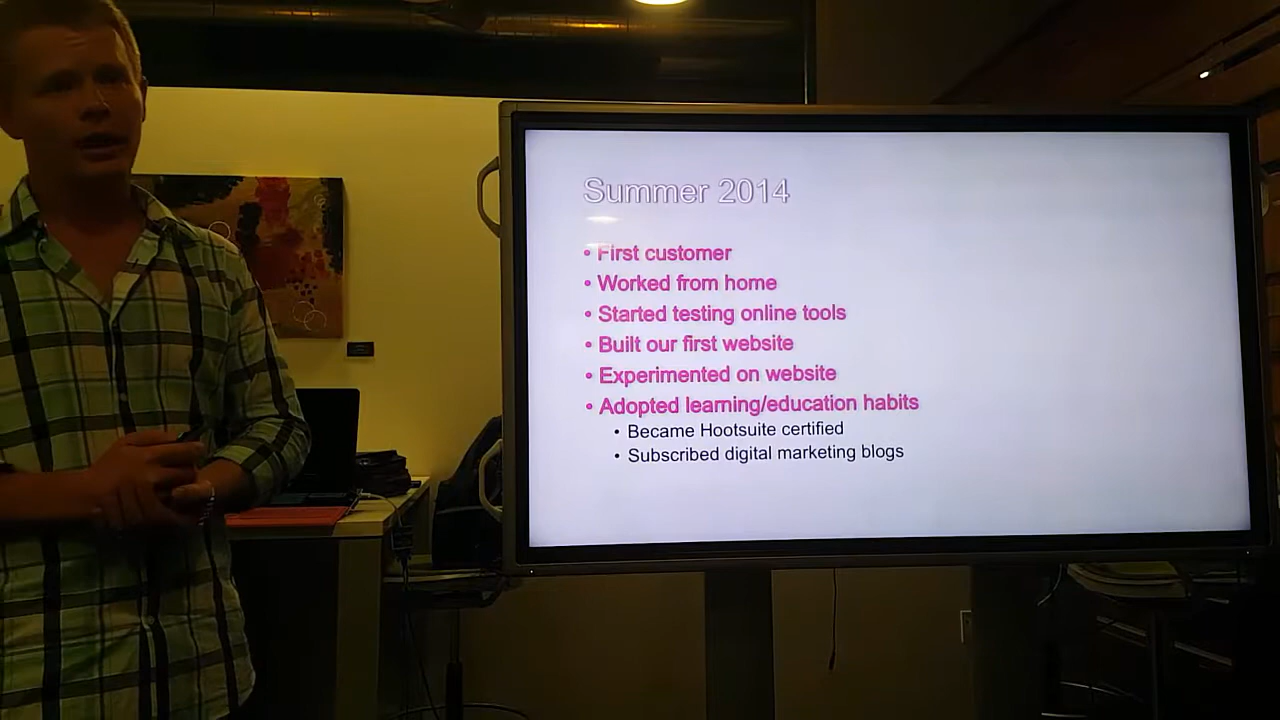 Summer 2014
• First customer
• Worked from home
• Started testing online tools
• Built our first website
• Experimented on website
• Adopted learning/education habits
• Became Hootsuite certified
• Subscribed digital marketing blogs